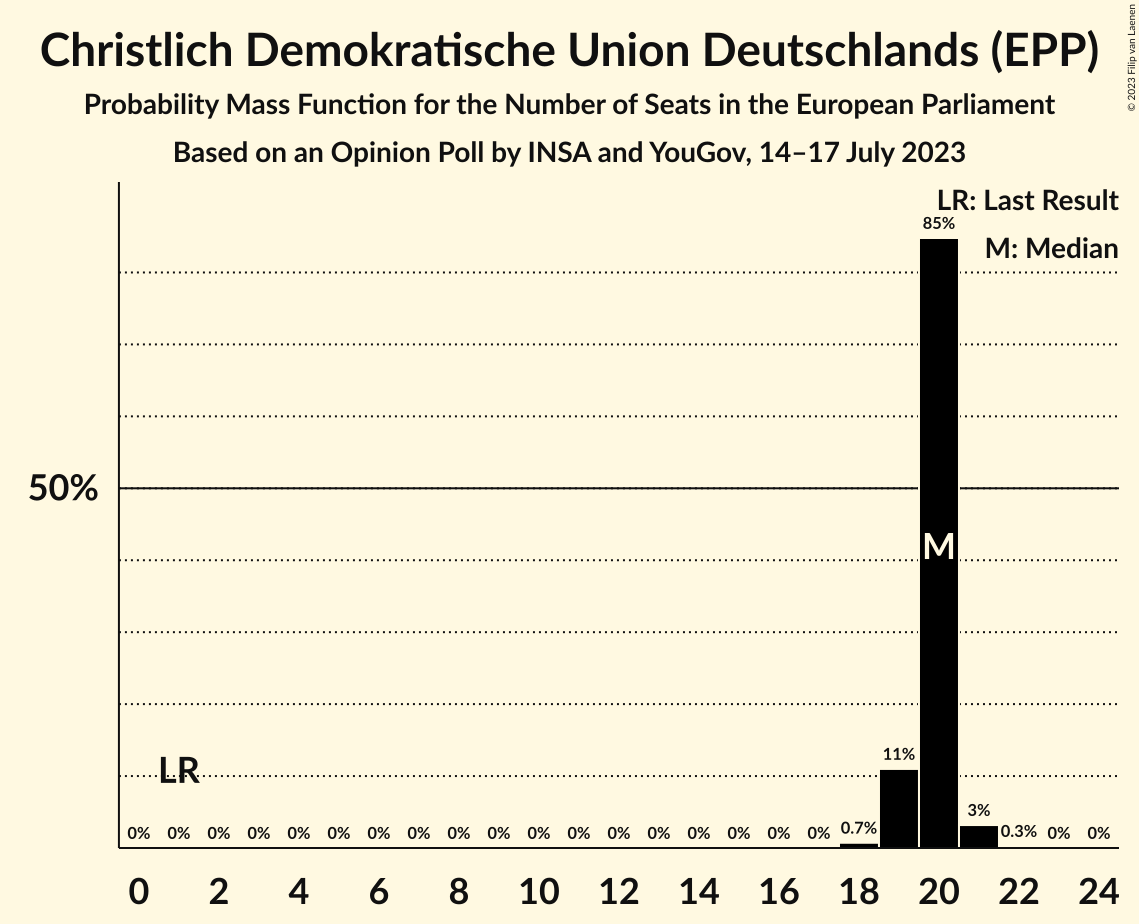 Christlich Demokratische Union Deutschlands (EPP)
Probability Mass Function for the Number of Seats in the European Parliament
Based on an Opinion Poll by INSA and YouGov, 14–17 July 2023
© 2023 Filip van Laenen
LR: Last Result
85%
M: Median
50%
M
LR
11%
3%
0% 0% 0% 0% 0% 0% 0% 0% 0% 0% 0% 0% 0% 0% 0% 0% 0% 0% 0.7% 0.3% 0% 0%
0 2 4 6 8 10 12 14 16 18 20 22 24